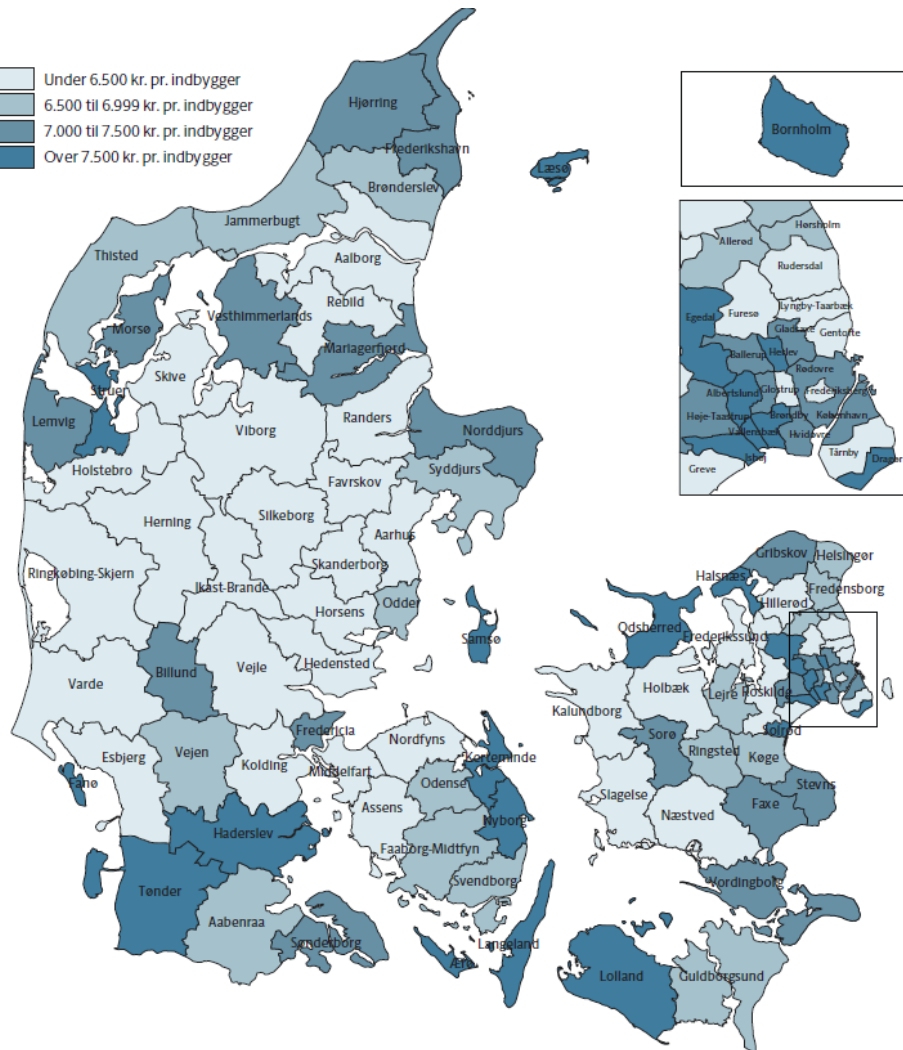 Under 6.500 kr. pr. indbygger
6.500 til 6.999 kr. pr. indbygger
7.000 til 7.500 kr. pr. indbygger
Over 7.500 kr. pr. indbygger
Hjørring
Frederikshavn
Læsø
Brønderslev
Jammerbugt
Thisted
Aalborg
Rebild
Vesthimmerlands
Morsø
Mariagerfjord
Skive
Struer
Lemvig
Viborg
Randers
Norddjurs
Syddjurs
Holstebro
Favrskov
Silkeborg
Herning
Aarhus
Skanderborg
Ringkøbing-Skjern
Ikast-Brande
Odder
Horsens
Samsø
Hedensted
Vejle
Billund
Varde
Fredericia
Vejen
Esbjerg
Kolding
Fanø
Haderslev
Tønder
Aabenraa
Sønderborg
Nordfyns
Middelfart
Kerteminde
Odense
Assens
Nyborg
Faaborg-Midtfyn
Svendborg
Langeland
Ærø
Bornholm
Hørsholm
Allerød
Rudersdal
Lyngby-Taarbæk
Furesø
Egedal
Gladsaxe
Gentofte
Ballerup
Herlev
Rødovre
Albertslund
Glostrup
Frederiksberg
Høje-Taastrup
Brøndby
København
Vallensbæk
Hvidovre
Ishøj
Tårnby
Dragør
Greve
Gribskov
Helsingør
Halsnæs
Fredensborg
Hillerød
Odsherred
Frederikssund
Holbæk
Lejre
Roskilde
Kalundborg
Solrød
Sorø
Ringsted
Køge
Stevns
Slagelse
Næstved
Faxe
Vordingborg
Lolland
Guldborgsund